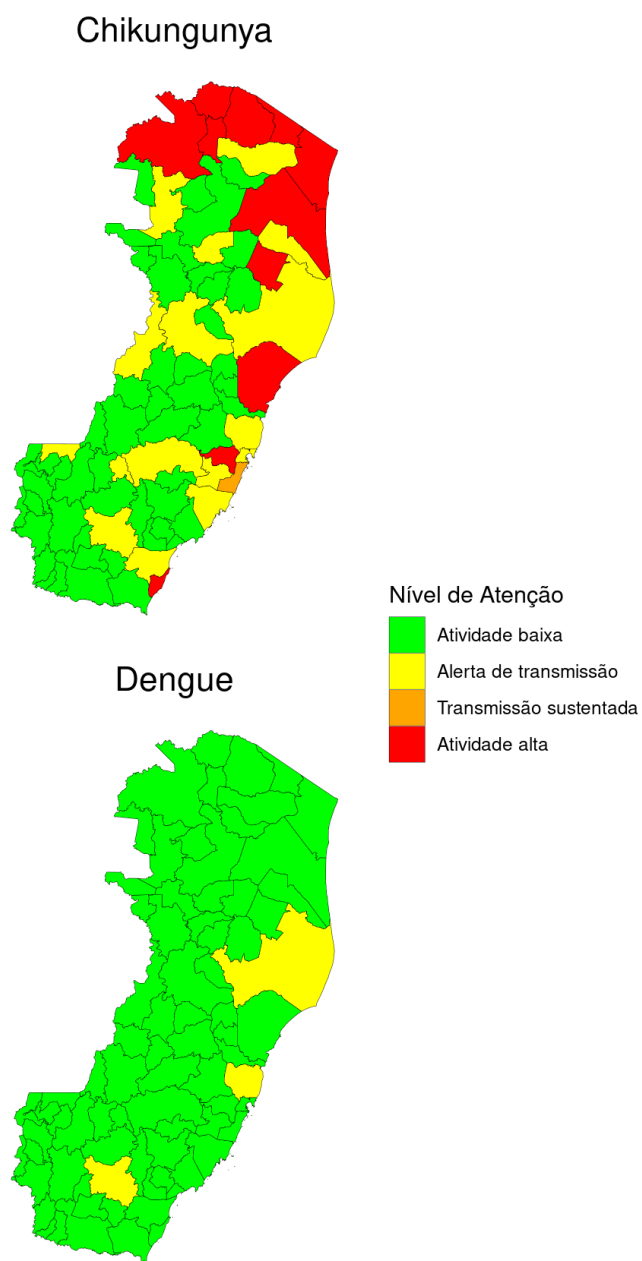 Chikungunya
Nível de Atenção
Atividade baixa
Alerta de transmissão
Transmissão sustentada
Atividade alta
Dengue